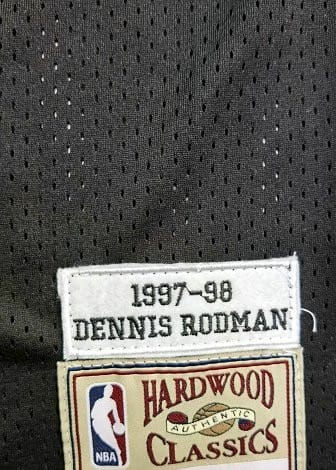 1997-98
DENNIS RODMAN
HARDWOOD
AUTHENTIC
CLASSICS
NBA